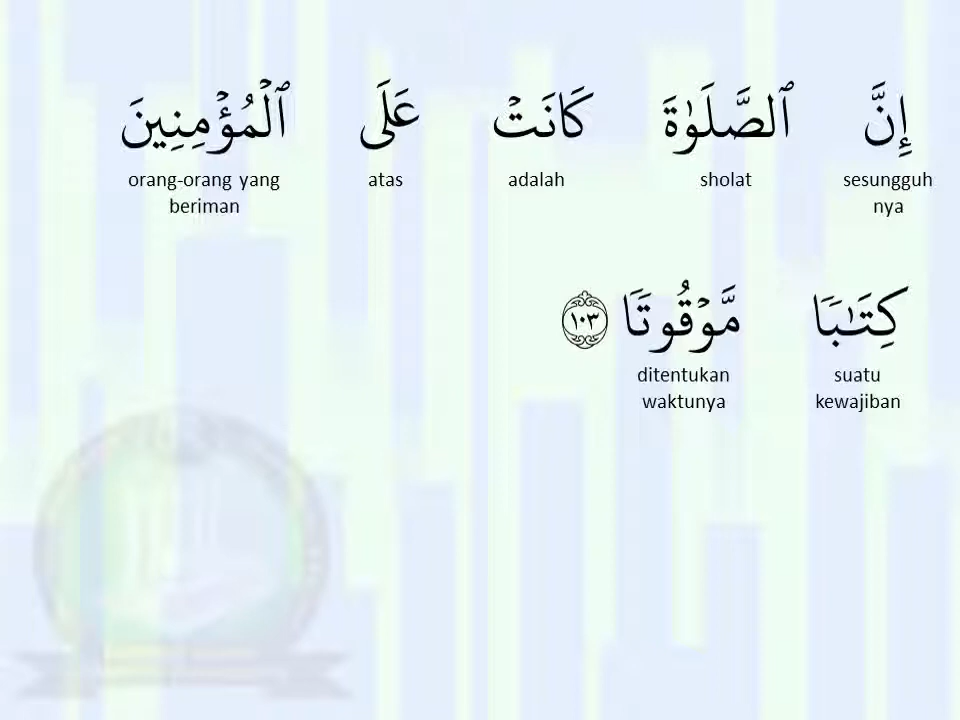 إِنَّ ٱلصَّلَوٰةَ كَانَتْ عَلَى ٱلْمُؤْمِنِينَ
sesungguh sholat adalah atas orang-orang yang
nya beriman
كِتَـٰبًا مَّوْقُوتًا ١٠٣
suatu ditentukan
kewajiban waktunya